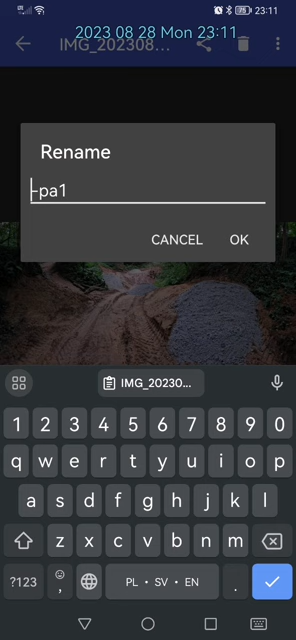 23:11
2023 08 28 Mon 23:11
IMG_202308...
Rename
-pa1
CANCEL OK
IMG_20230...
1 2 3 4 5 6 7 8 9 0
q w e r t y u i o p
a s d f g h j k l
z x c v b n m
?123 , PL • SV • EN .